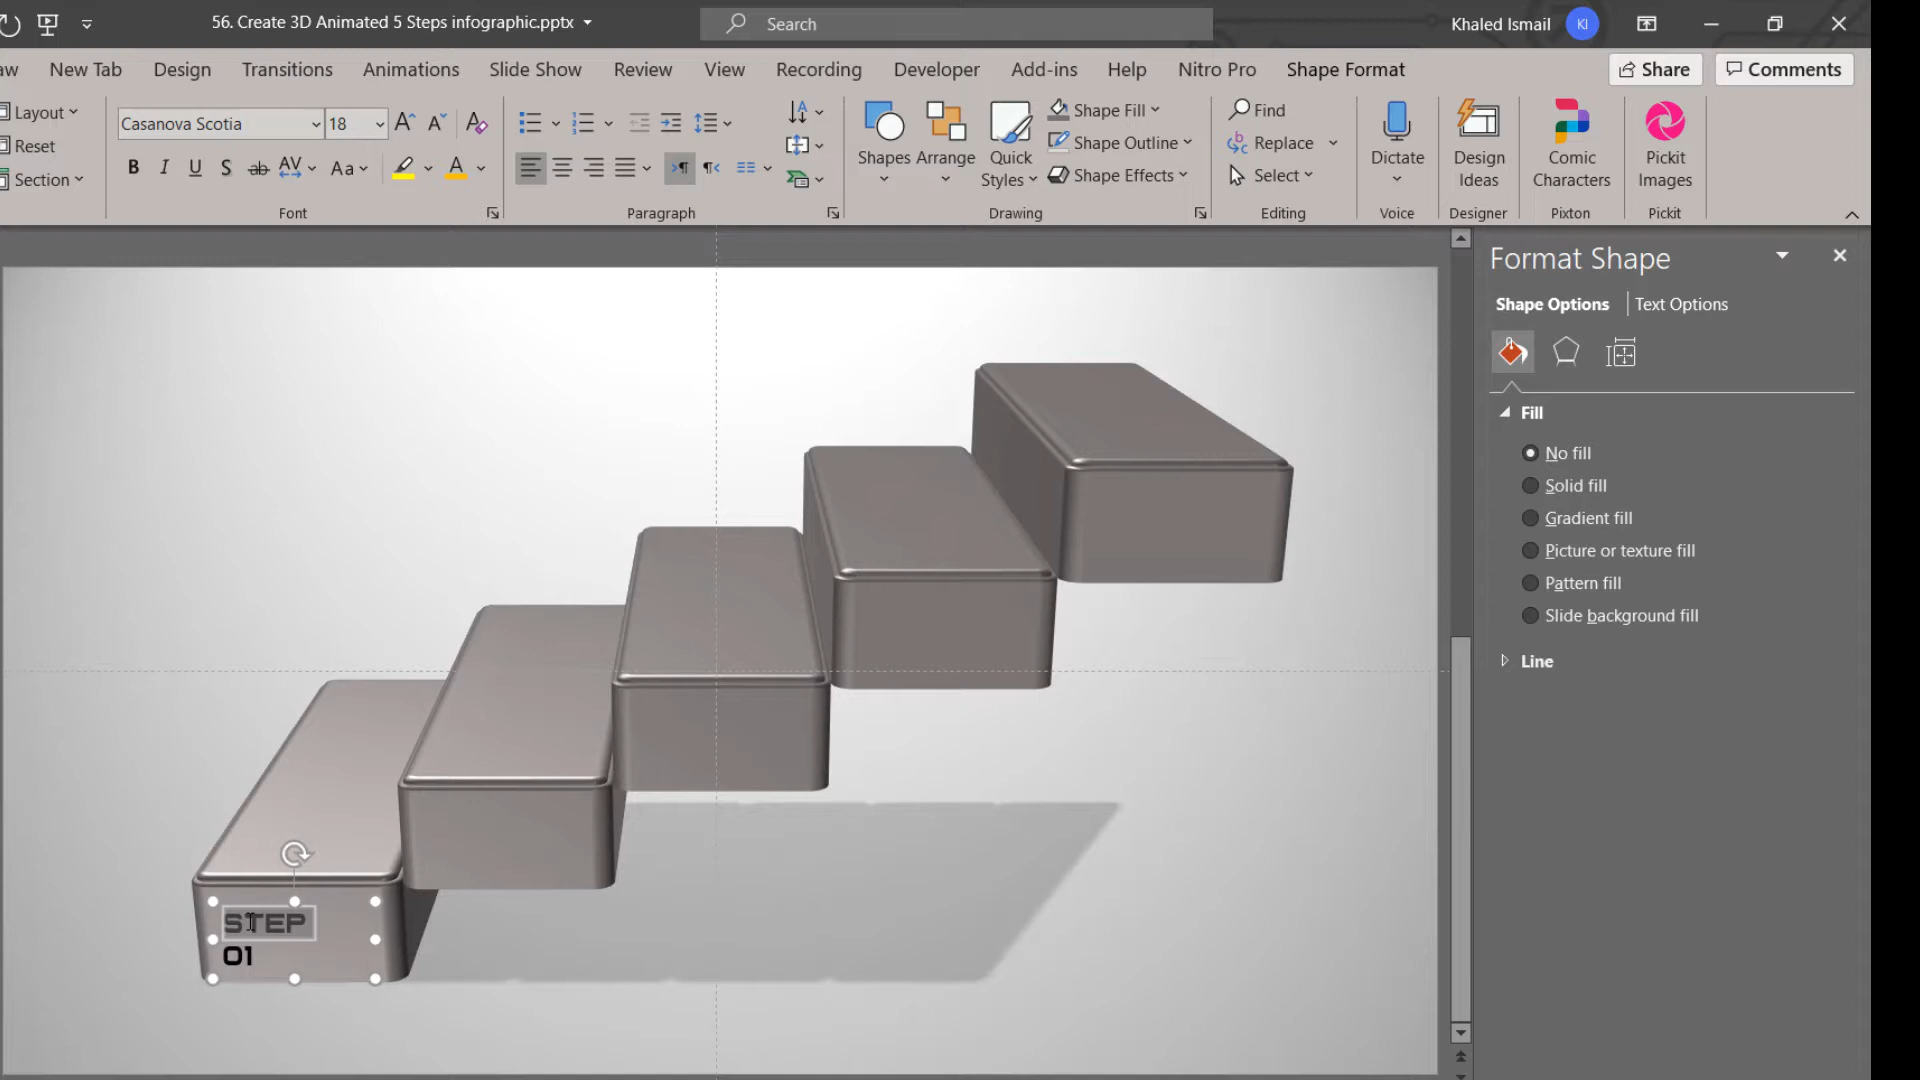 56. Create 3D Animated 5 Steps infographic.pptx
Search
Khaled Ismail
KI
aw
New Tab
Design
Transitions
Animations
Slide Show
Review
View
Recording
Developer
Add-ins
Help
Nitro Pro
Shape Format
Share
Comments
Layout
Reset
Section
Casanova Scotia
18
B I U S ab AV Aa A
Font
Paragraph
Shapes
Arrange
Quick
Styles
Shape Fill
Shape Outline
Shape Effects
Drawing
Find
Replace
Select
Editing
Dictate
Voice
Design
Ideas
Designer
Comic
Characters
Pixton
Pickit
Images
Pickit
Format Shape
Shape Options
Text Options
Fill
No fill
Solid fill
Gradient fill
Picture or texture fill
Pattern fill
Slide background fill
Line
STEP
01